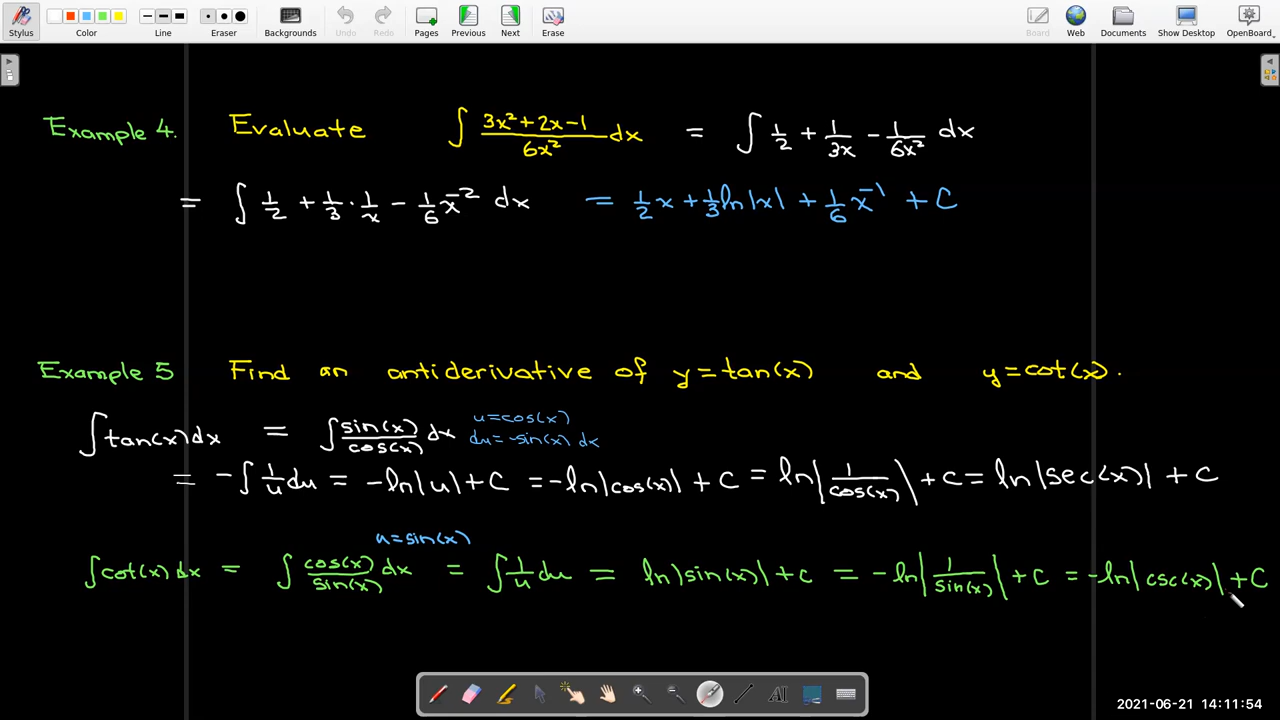 Stylus Color Line Eraser Backgrounds Undo Redo Pages Previous Next Erase Board Web Documents Show Desktop OpenBoard
Example 4. Evaluate ∫ (3x²+2x-1)/(6x²) dx = ∫ 1/2 + 1/(3x) - 1/(6x²) dx
= ∫ 1/2 + 1/3 · 1/x - 1/6 x⁻² dx = 1/2 x + 1/3 ln|x| + 1/6 x⁻¹ + C
Example 5 Find an antiderivative of y=tan(x) and y=cot(x).
∫tan(x)dx = ∫ sin(x)/cos(x) dx u=cos(x)
du=-sin(x) dx
= -∫ 1/u du = -ln|u|+C = -ln|cos(x)| + C = ln|1/cos(x)| + C = ln|sec(x)| + C
u=sin(x)
∫cot(x)dx = ∫ cos(x)/sin(x) dx = ∫ 1/u du = ln|sin(x)|+C = -ln|1/sin(x)| + C = -ln|csc(x)| + C
AI
2021-06-21 14:11:54